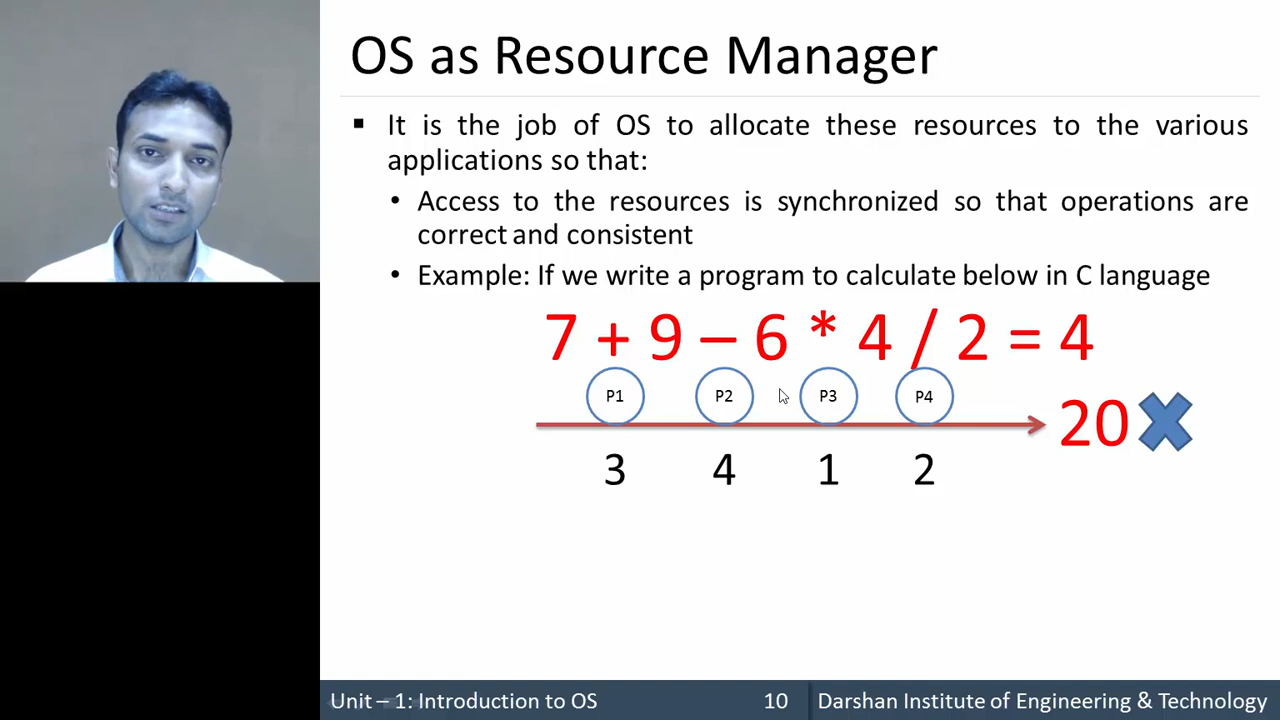 OS as Resource Manager
▪ It is the job of OS to allocate these resources to the various
applications so that:
• Access to the resources is synchronized so that operations are
correct and consistent
• Example: If we write a program to calculate below in C language
7 + 9 – 6 * 4 / 2 = 4
P1 P2 P3 P4
20
3 4 1 2
Unit – 1: Introduction to OS 10 Darshan Institute of Engineering & Technology